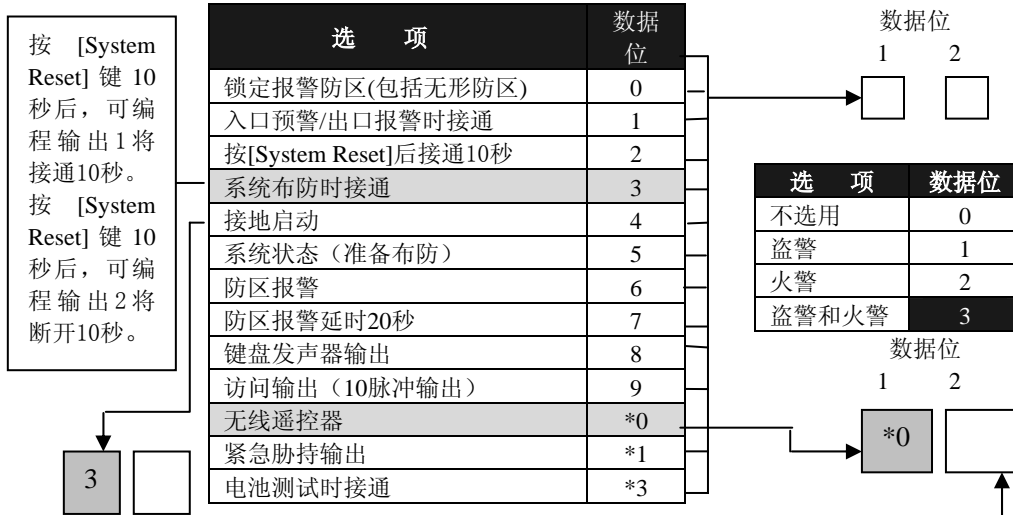 按 [System
Reset] 键 10
秒后，可编
程输出1将
接通10秒。
按 [System
Reset] 键 10
秒后，可编
程输出2将
断开10秒。
选 项 数据位
锁定报警防区(包括无形防区) 0
入口预警/出口报警时接通 1
按[System Reset]后接通10秒 2
系统布防时接通 3
接地启动 4
系统状态（准备布防） 5
防区报警 6
防区报警延时20秒 7
键盘发声器输出 8
访问输出（10脉冲输出） 9
无线遥控器 *0
紧急胁持输出 *1
电池测试时接通 *3
3
数据位
1 2
选 项 数据位
不选用 0
盗警 1
火警 2
盗警和火警 3
数据位
1 2
*0